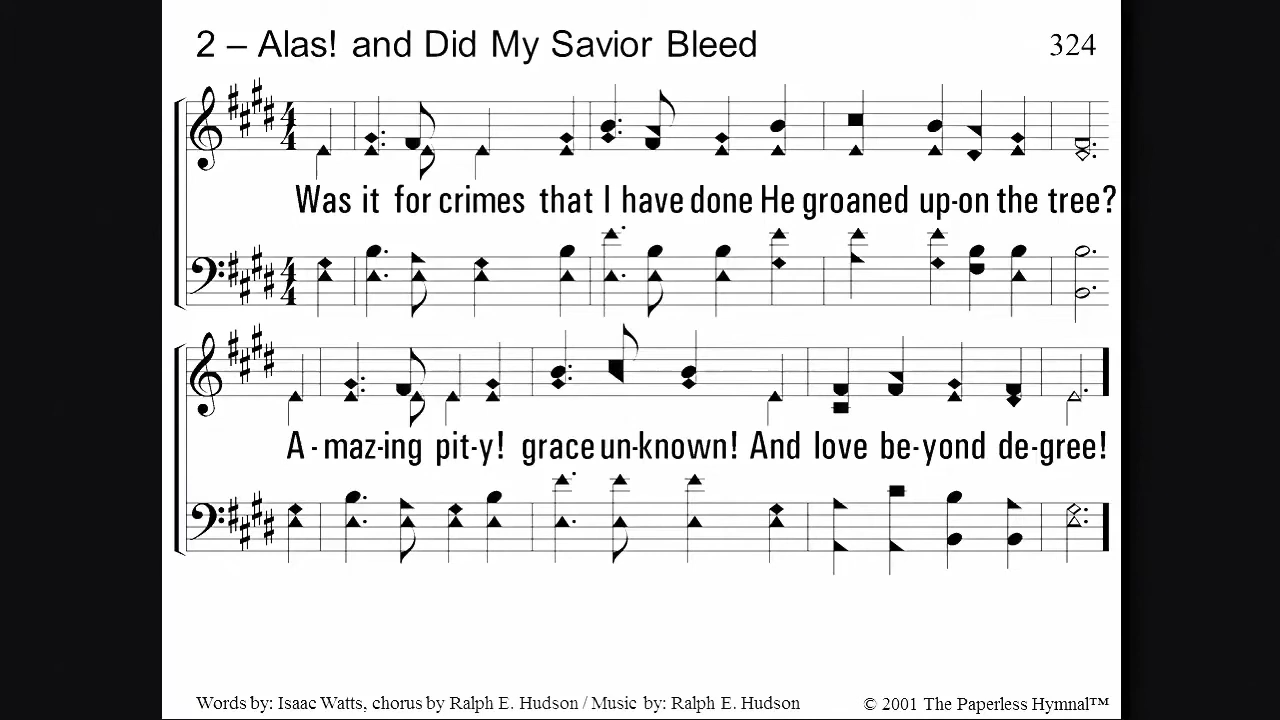 2 – Alas! and Did My Savior Bleed 324
Was it for crimes that I have done He groaned up-on the tree?
A - maz-ing pit-y! grace un-known! And love be-yond de-gree!
Words by: Isaac Watts, chorus by Ralph E. Hudson / Music by: Ralph E. Hudson © 2001 The Paperless Hymnal™